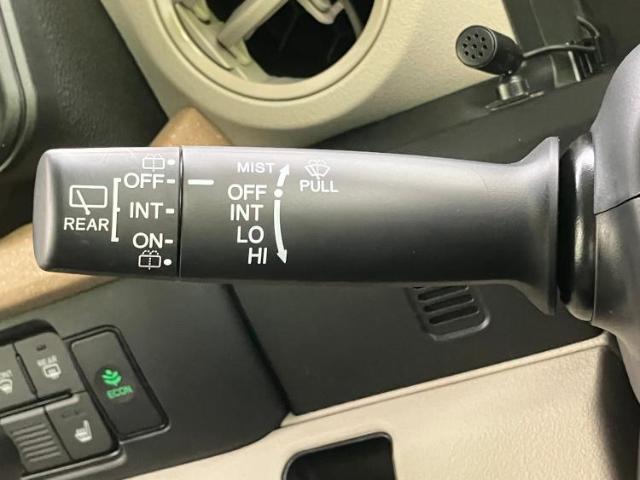 MIST
OFF
INT
LO
HI
PULL
OFF
INT
ON
REAR
REAR
ECON